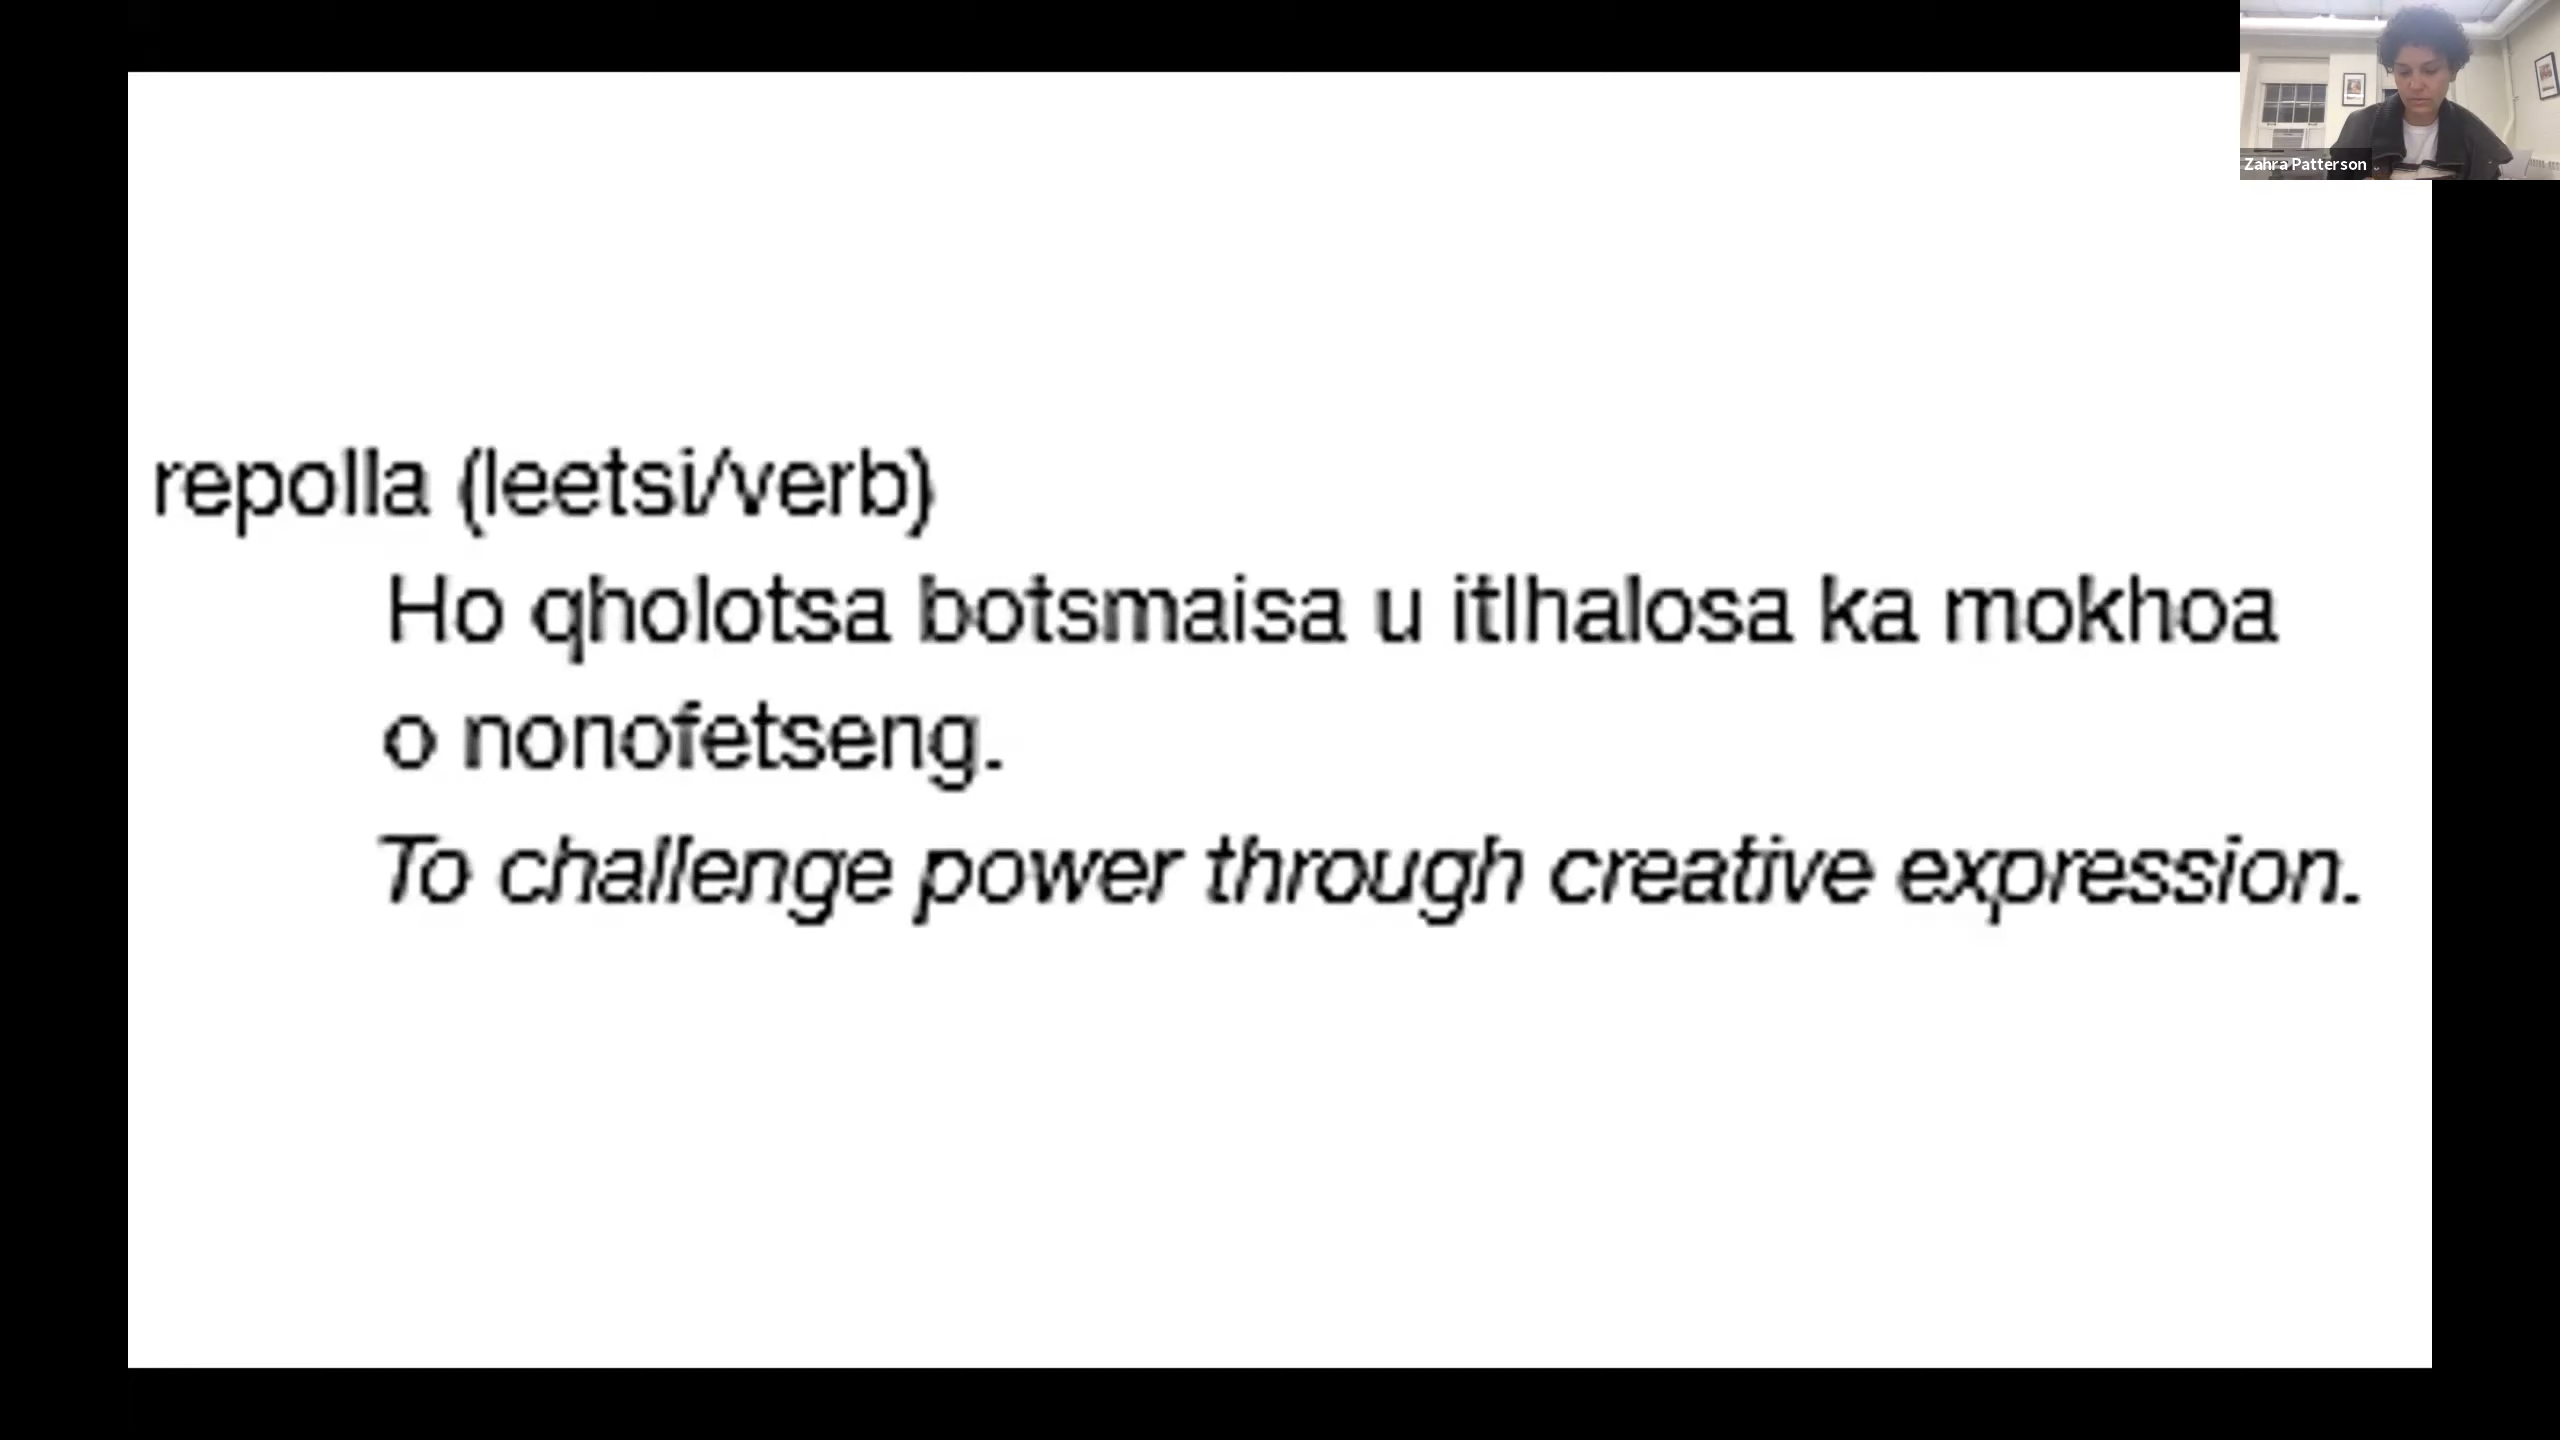 Zahra Patterson
repolla (leetsi/verb)
Ho qholotsa botsmaisa u itlhalosa ka mokhoa
o nonofetseng.
To challenge power through creative expression.